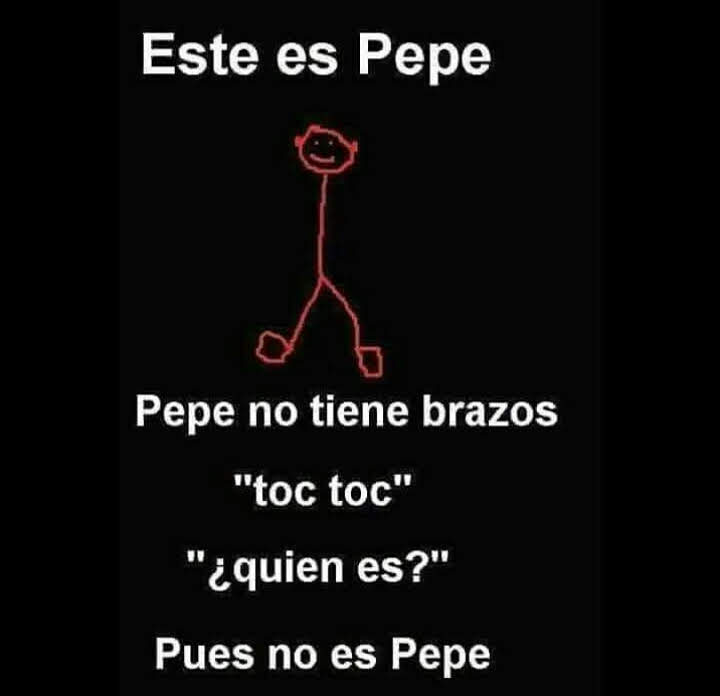 Este es Pepe
Pepe no tiene brazos
"toc toc"
"¿quien es?"
Pues no es Pepe